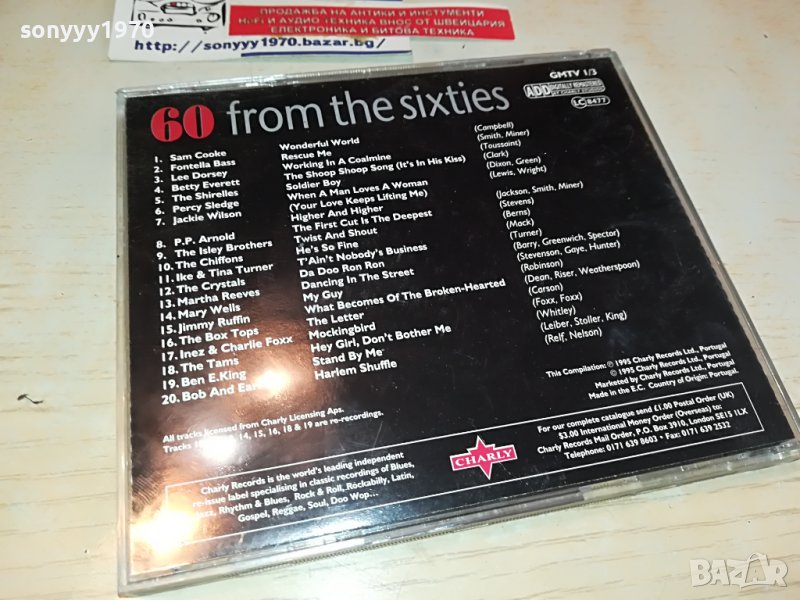 sonyyy1970
ПРОДАЖБА НА АНТИКИ И ИНСТУМЕНТИ
HiFi И АУДИО ТЕХНИКА ВНОС ОТ ШВЕЙЦАРИЯ
ЕЛЕКТРОНИКА И БИТОВА ТЕХНИКА
http://sonyyy1970.bazar.bg/
60 from the sixties
GMTV 1/3
ADD DIGITALLY REMASTERED
AT CHARLY STUDIOS
LC 8477
1. Sam Cooke Wonderful World (Campbell)
2. Fontella Bass Rescue Me (Smith, Miner)
3. Lee Dorsey Working In A Coalmine (Toussaint)
4. Betty Everett The Shoop Shoop Song (It's In His Kiss) (Clark)
5. The Shirelles Soldier Boy (Dixon, Green)
6. Percy Sledge When A Man Loves A Woman (Lewis, Wright)
7. Jackie Wilson (Your Love Keeps Lifting Me)
Higher And Higher (Jackson, Smith, Miner)
8. P.P. Arnold The First Cut Is The Deepest (Stevens)
9. The Isley Brothers Twist And Shout (Berns)
10. The Chiffons He's So Fine (Mack)
11. Ike & Tina Turner T'Ain't Nobody's Business (Turner)
12. The Crystals Da Doo Ron Ron (Barry, Greenwich, Spector)
13. Martha Reeves Dancing In The Street (Stevenson, Gaye, Hunter)
14. Mary Wells My Guy (Robinson)
15. Jimmy Ruffin What Becomes Of The Broken-Hearted (Dean, Riser, Weatherspoon)
16. The Box Tops The Letter (Carson)
17. Inez & Charlie Foxx Mockingbird (Foxx, Foxx)
18. The Tams Hey Girl, Don't Bother Me (Whitley)
19. Ben E.King Stand By Me (Leiber, Stoller, King)
20. Bob And Earl Harlem Shuffle (Relf, Nelson)
This Compilation: ℗ 1995 Charly Records Ltd., Portugal
© 1995 Charly Records Ltd., Portugal
Marketed by Charly Records Ltd., Portugal
Made in the E.C. Country of Origin: Portugal.
All tracks licensed from Charly Licensing Aps.
Tracks 14, 15, 16, 18 & 19 are re-recordings.
Charly Records is the world's leading independent
re-issue label specialising in classic recordings of Blues,
Jazz, Rhythm & Blues, Rock & Roll, Rockabilly, Latin,
Gospel, Reggae, Soul, Doo Wop...
CHARLY
For our complete catalogue send £1.00 Postal Order (UK)
$3.00 International Money Order (Overseas) to:
Charly Records Mail Order, P.O. Box 3910, London SE15 1LX
Telephone: 0171 639 8603 • Fax: 0171 639 2532
sonyyy1970
BAZAR